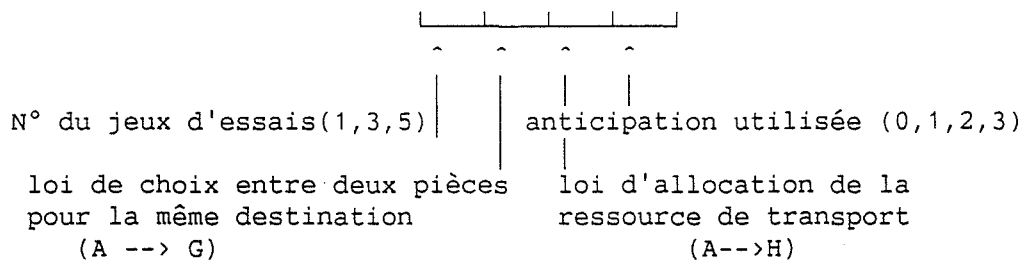 N° du jeux d'essais(1,3,5)
anticipation utilisée (0,1,2,3)
loi de choix entre deux pièces
pour la même destination
(A --> G)
loi d'allocation de la
ressource de transport
(A-->H)